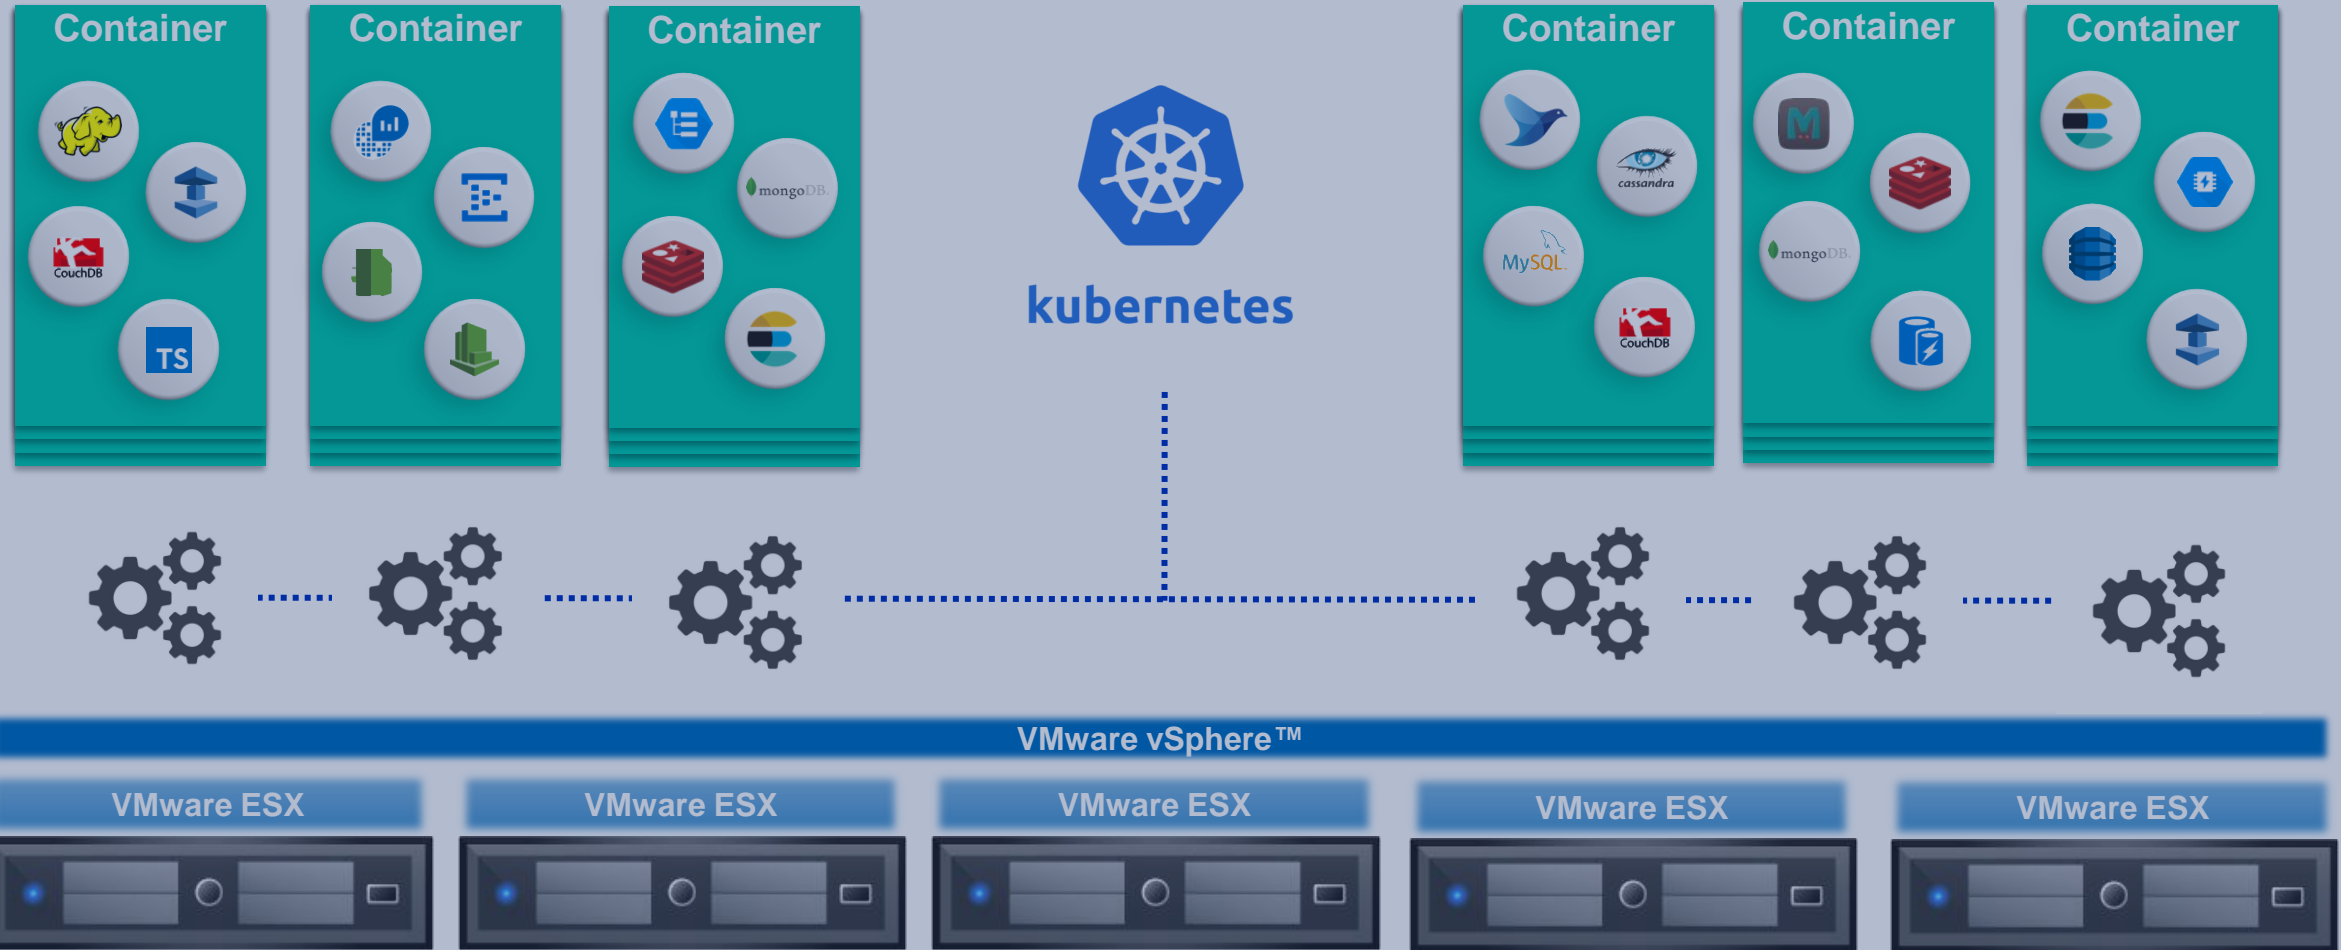 Container
Container
Container
Container
Container
Container
mongoDB.
cassandra
M
mongoDB.
CouchDB
MySQL
kubernetes
CouchDB
TS
VMware vSphere™
VMware ESX
VMware ESX
VMware ESX
VMware ESX
VMware ESX